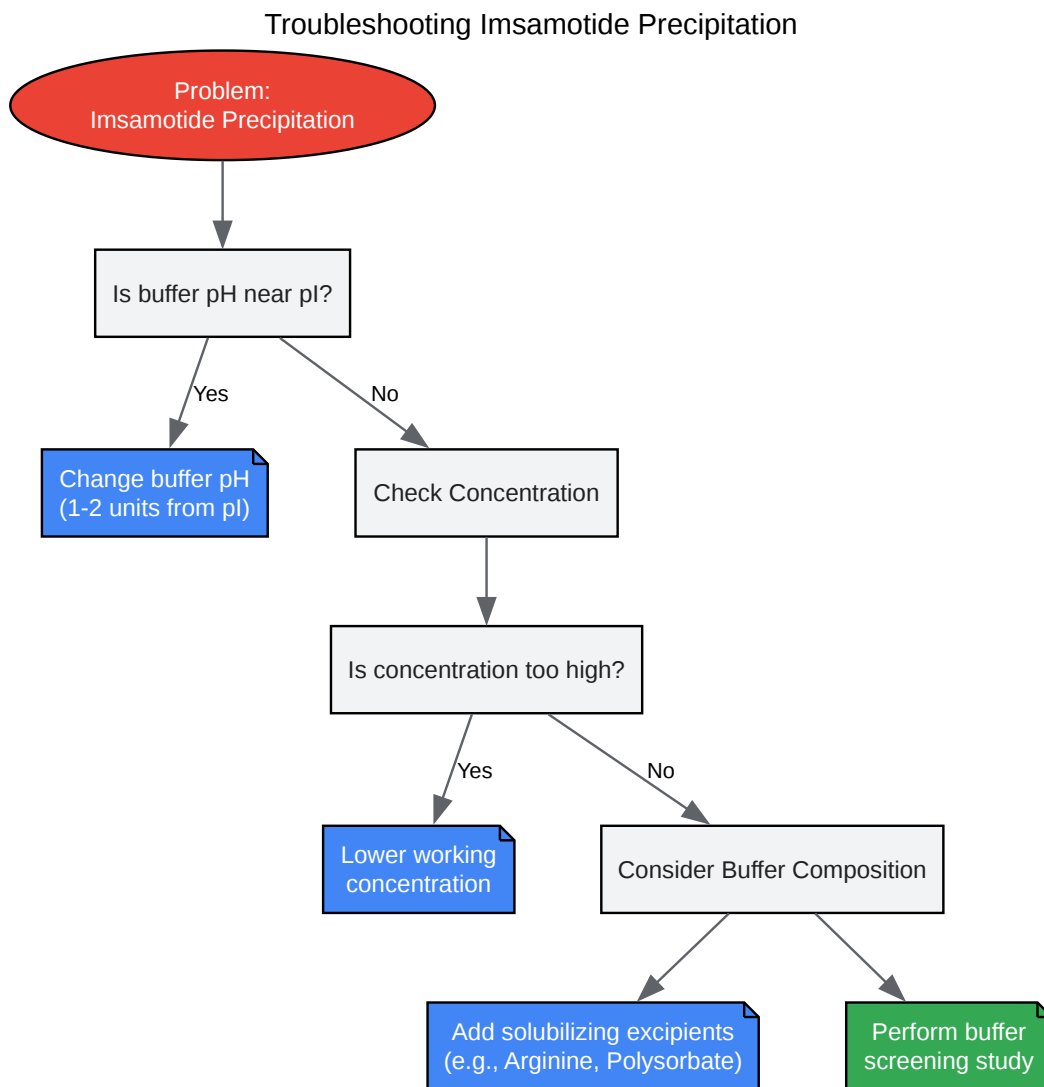 Troubleshooting Imsamotide Precipitation
Problem:
Imsamotide Precipitation
Is buffer pH near pI?
Yes
No
Change buffer pH
(1-2 units from pI)
Check Concentration
Is concentration too high?
Yes
No
Lower working
concentration
Consider Buffer Composition
Add solubilizing excipients
(e.g., Arginine, Polysorbate)
Perform buffer
screening study